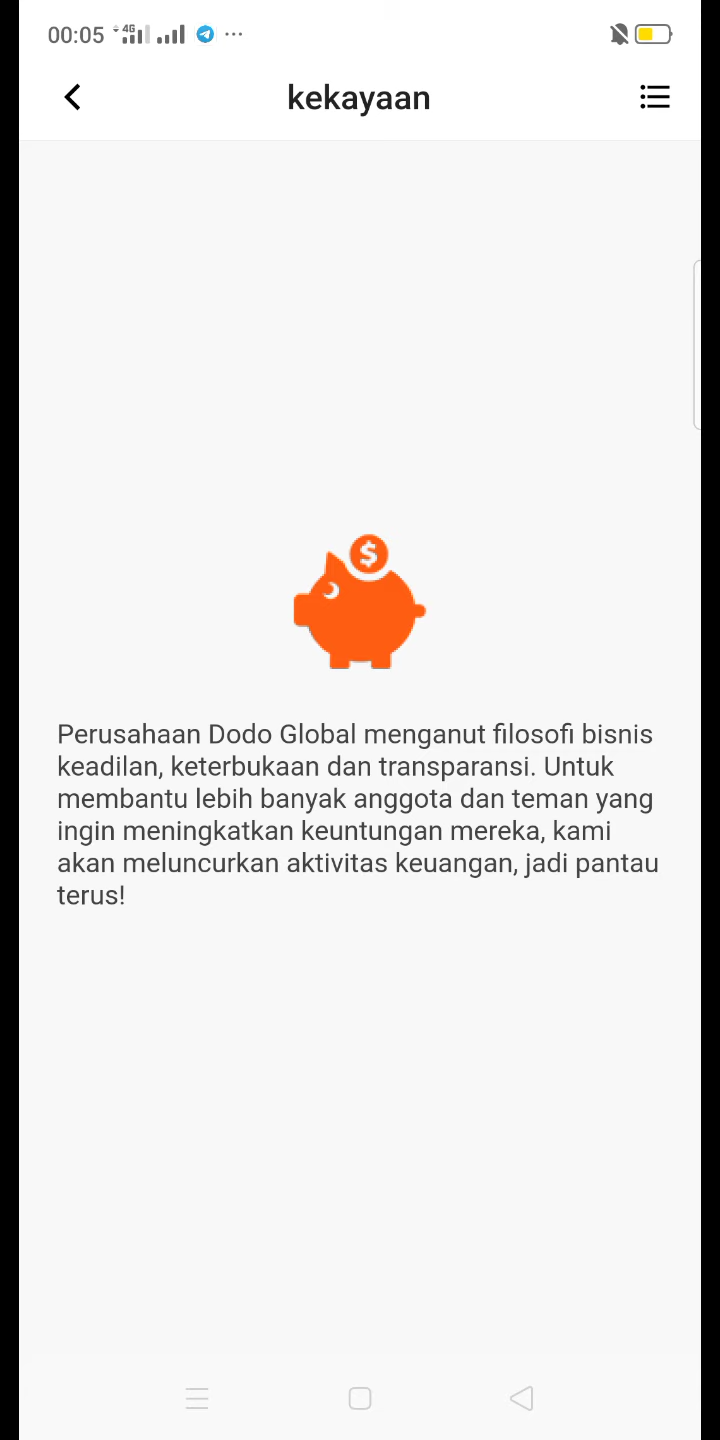 00:05 4G ...
kekayaan
$
Perusahaan Dodo Global menganut filosofi bisnis
keadilan, keterbukaan dan transparansi. Untuk
membantu lebih banyak anggota dan teman yang
ingin meningkatkan keuntungan mereka, kami
akan meluncurkan aktivitas keuangan, jadi pantau
terus!